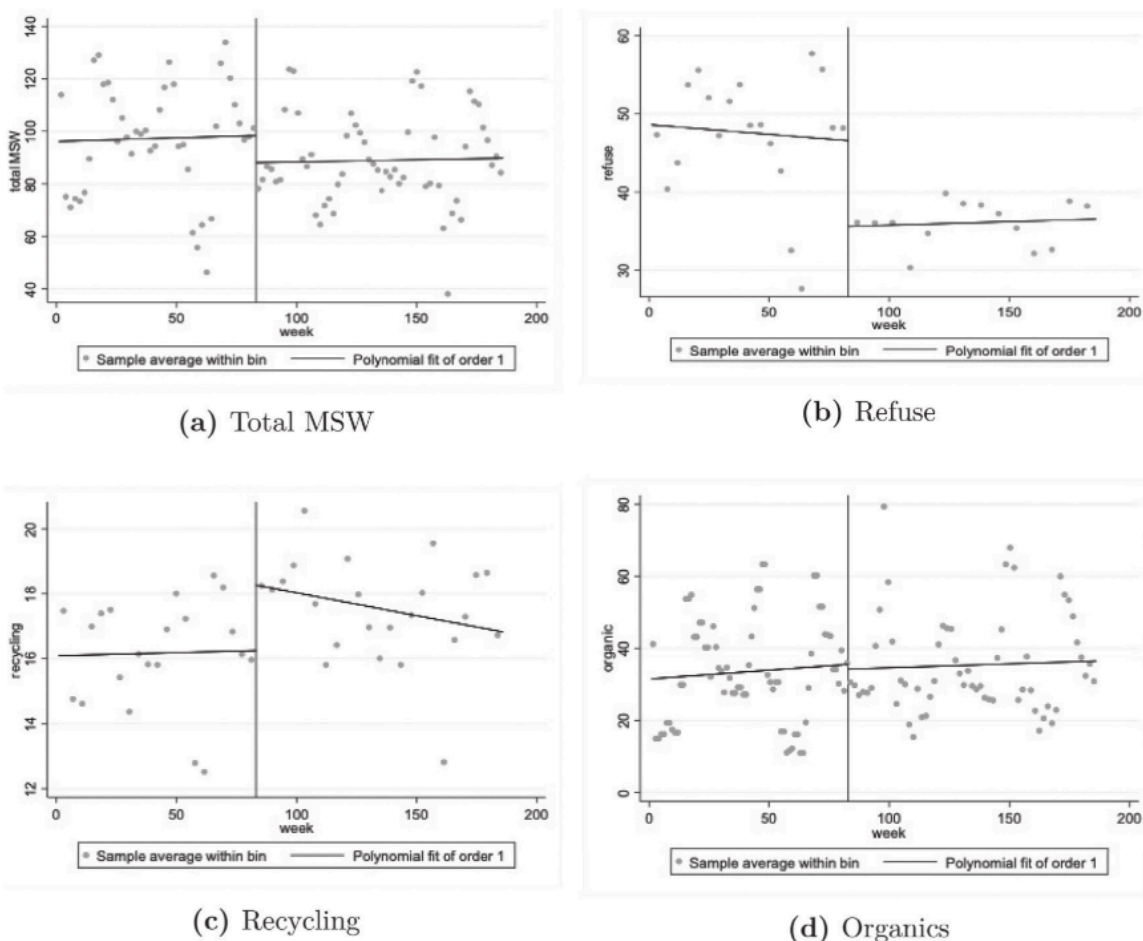 140
120
100
80
60
40
total MSW
0
50
100
150
200
week
Sample average within bin
Polynomial fit of order 1
(a) Total MSW
60
50
40
30
refuse
0
50
100
150
200
week
Sample average within bin
Polynomial fit of order 1
(b) Refuse
20
18
16
14
12
recycling
0
50
100
150
200
week
Sample average within bin
Polynomial fit of order 1
(c) Recycling
80
60
40
20
0
organic
0
50
100
150
200
week
Sample average within bin
Polynomial fit of order 1
(d) Organics